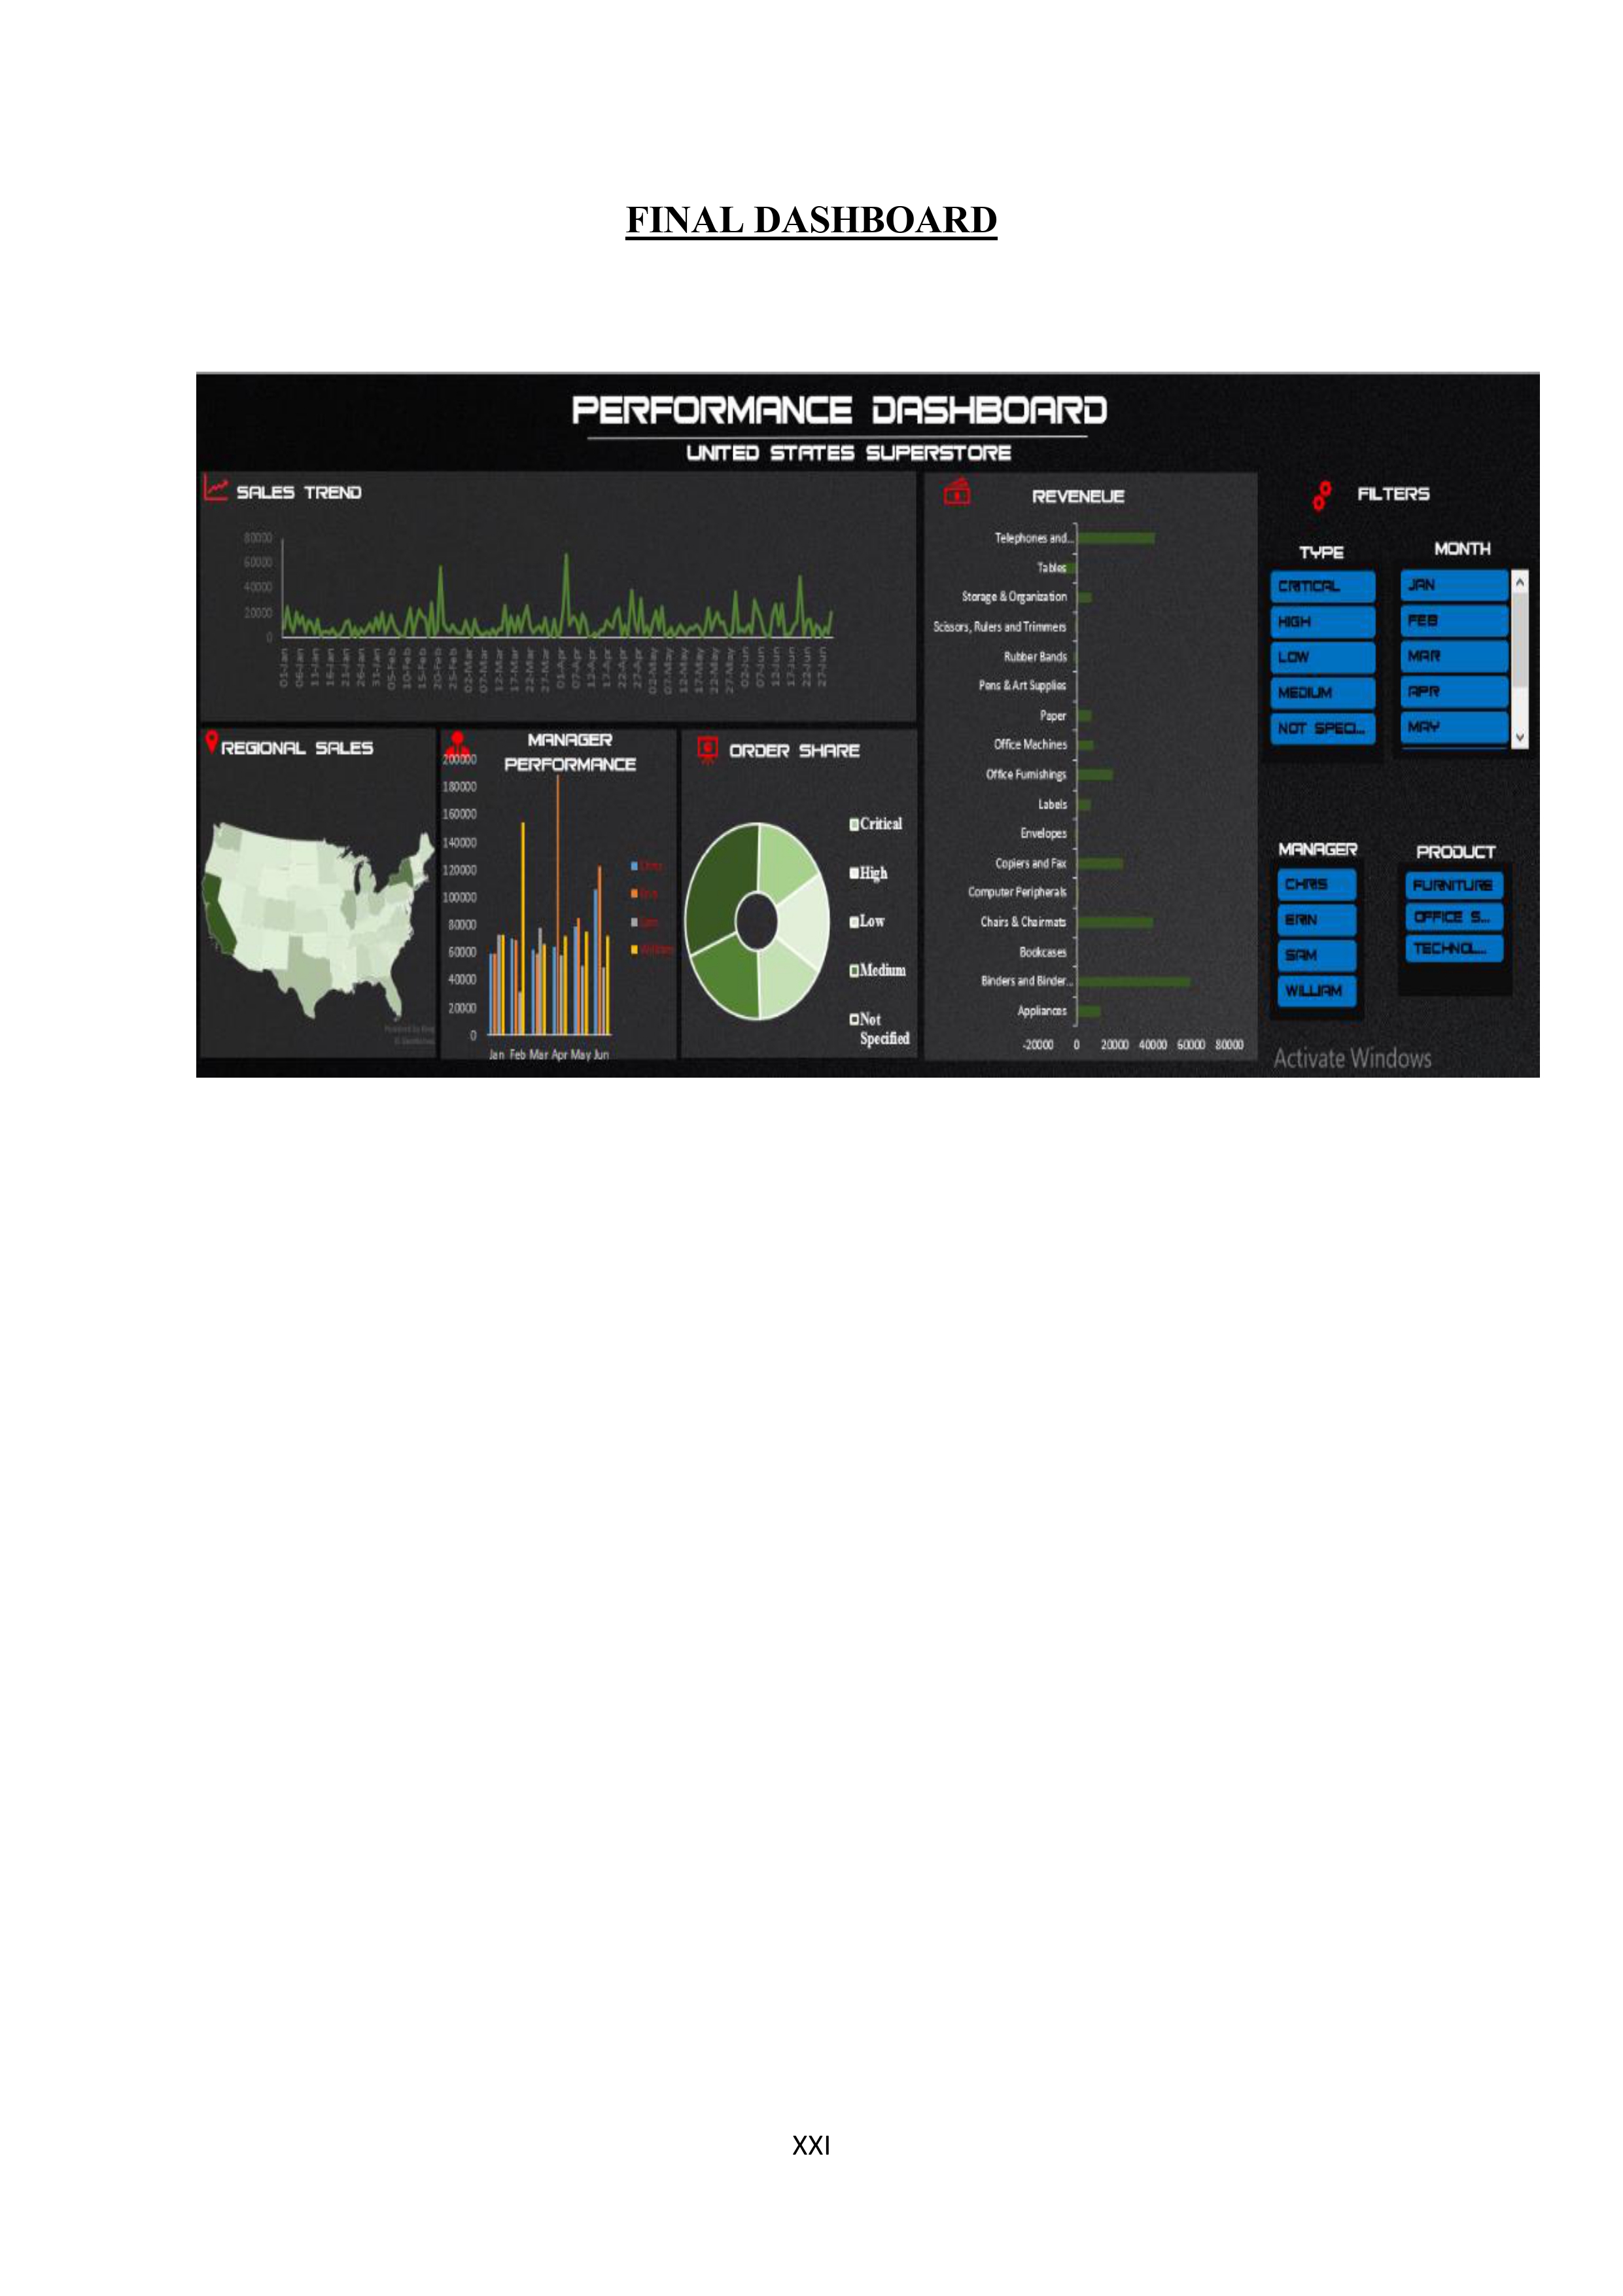 FINAL DASHBOARD
PERFORMANCE DASHBOARD
UNITED STATES SUPERSTORE
SALES TREND
80000
60000
40000
20000
0
01-Jan
06-Jan
11-Jan
16-Jan
21-Jan
26-Jan
31-Jan
05-Feb
10-Feb
15-Feb
20-Feb
25-Feb
02-Mar
07-Mar
12-Mar
17-Mar
22-Mar
27-Mar
01-Apr
07-Apr
12-Apr
17-Apr
22-Apr
27-Apr
02-May
07-May
12-May
17-May
22-May
27-May
02-Jun
07-Jun
12-Jun
17-Jun
22-Jun
27-Jun
REGIONAL SALES
Powered by Bing
MANAGER
PERFORMANCE
200000
180000
160000
140000
120000
100000
80000
60000
40000
20000
0
Jan Feb Mar Apr May Jun
ORDER SHARE
Critical
High
Low
Medium
Not
Specified
REVENEUE
Telephones and...
Tables
Storage & Organization
Scissors, Rulers and Trimmers
Rubber Bands
Pens & Art Supplies
Paper
Office Machines
Office Furnishings
Labels
Envelopes
Copiers and Fax
Computer Peripherals
Chairs & Chairmats
Bookcases
Binders and Binder...
Appliances
-20000 0 20000 40000 60000 80000
FILTERS
TYPE
CRITICAL
HIGH
LOW
MEDIUM
NOT SPECI...
MONTH
JAN
FEB
MAR
APR
MAY
MANAGER
CHRIS
ERIN
SAM
WILLIAM
PRODUCT
FURNITURE
OFFICE S...
TECHNOL...
Activate Windows
XXI